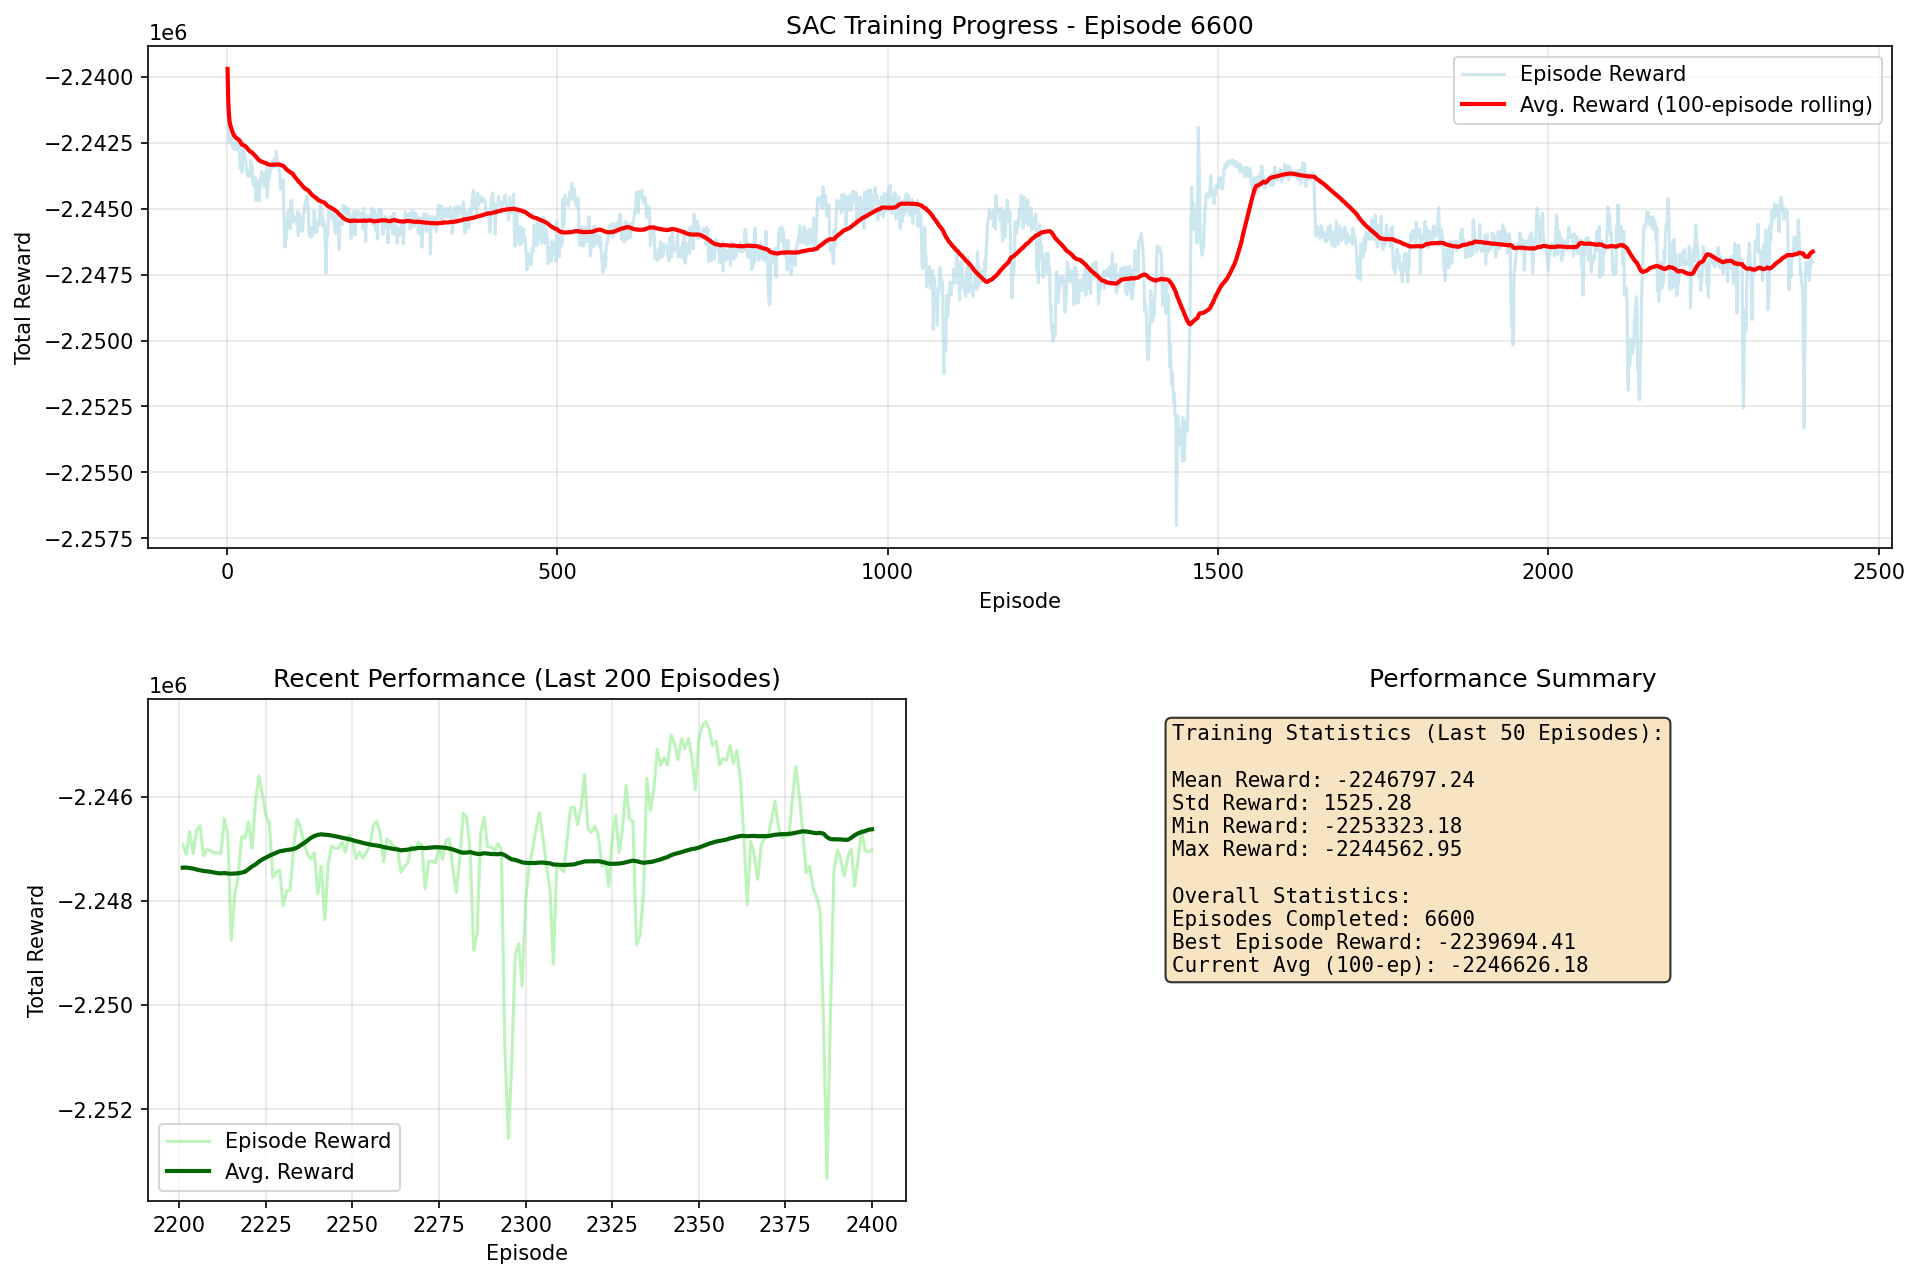 SAC Training Progress - Episode 6600
1e6
−2.2400
−2.2425
−2.2450
−2.2475
−2.2500
−2.2525
−2.2550
−2.2575
Total Reward
Episode Reward
Avg. Reward (100-episode rolling)
0
500
1000
1500
2000
2500
Episode
Recent Performance (Last 200 Episodes)
1e6
−2.246
−2.248
−2.250
−2.252
Total Reward
Episode Reward
Avg. Reward
2200
2225
2250
2275
2300
2325
2350
2375
2400
Episode
Performance Summary
Training Statistics (Last 50 Episodes):
Mean Reward: -2246797.24
Std Reward: 1525.28
Min Reward: -2253323.18
Max Reward: -2244562.95
Overall Statistics:
Episodes Completed: 6600
Best Episode Reward: -2239694.41
Current Avg (100-ep): -2246626.18